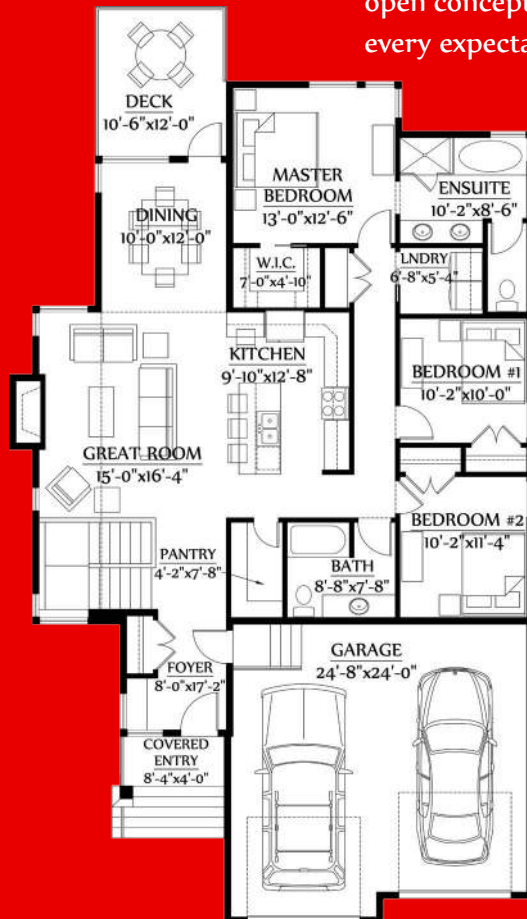 open concept
every expecta
DECK
10'-6"x12'-0"
DINING
10'-0"x12'-0"
MASTER
BEDROOM
13'-0"x12'-6"
ENSUITE
10'-2"x8'-6"
W.I.C.
7'-0"x4'-10"
LNDRY
6'-8"x5'-4"
KITCHEN
9'-10"x12'-8"
BEDROOM #1
10'-2"x10'-0"
GREAT ROOM
15'-0"x16'-4"
BEDROOM #2
10'-2"x11'-4"
PANTRY
4'-2"x7'-8"
BATH
8'-8"x7'-8"
GARAGE
24'-8"x24'-0"
FOYER
8'-0"x17'-2"
COVERED
ENTRY
8'-4"x4'-0"